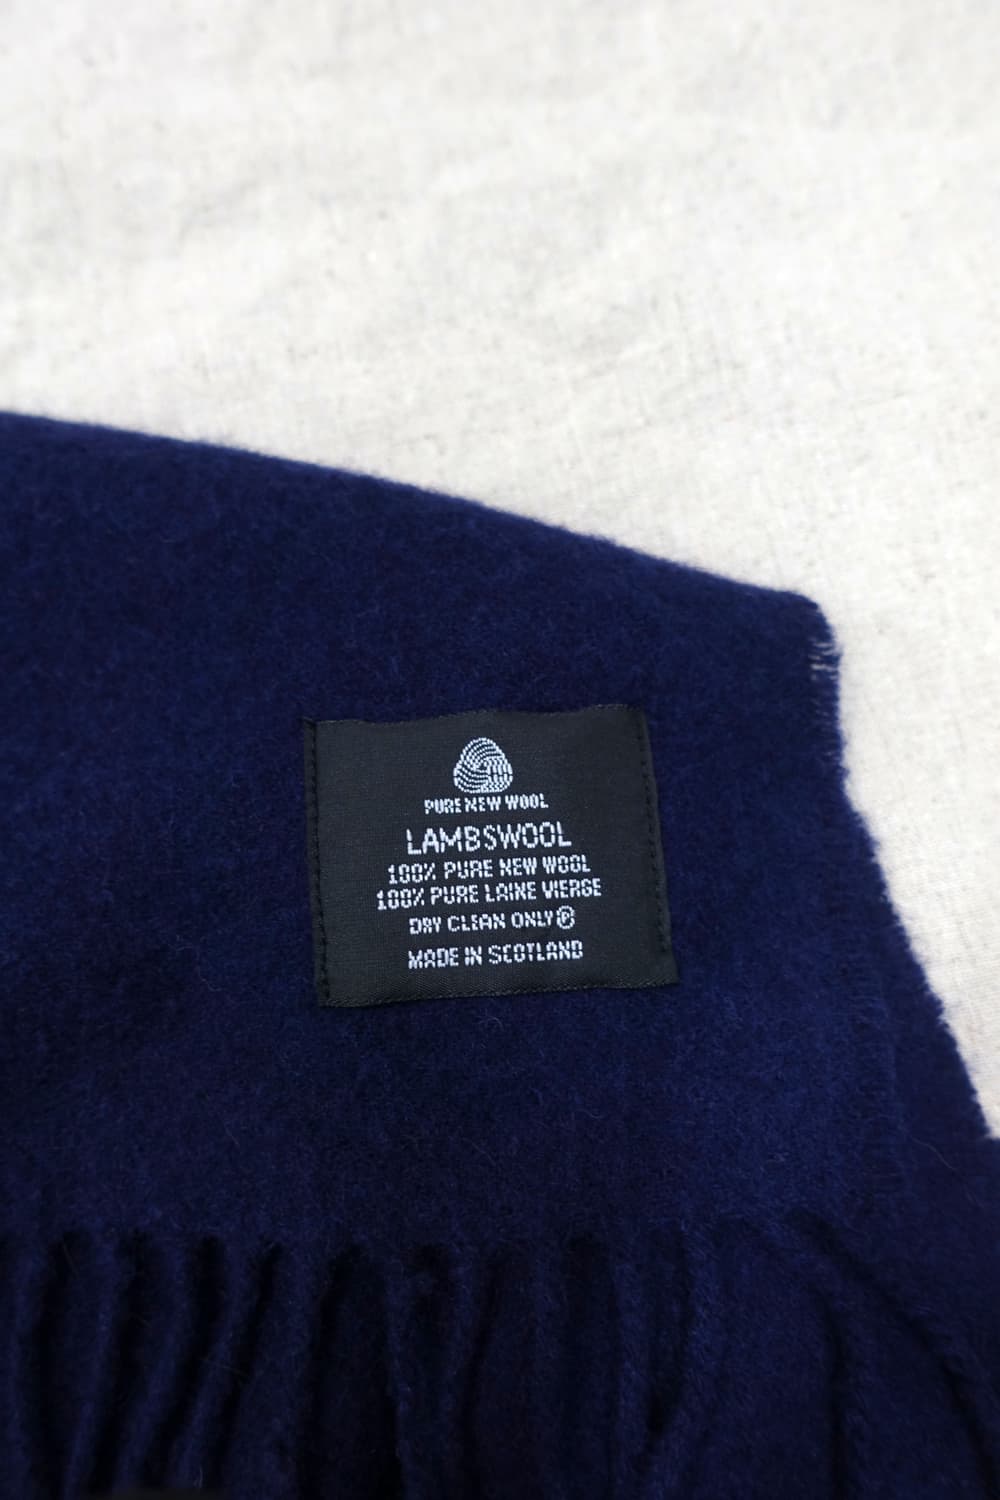 PURE NEW WOOL
LAMBSWOOL
100% PURE NEW WOOL
100% PURE LAINE VIERGE
DRY CLEAN ONLY Ⓟ
MADE IN SCOTLAND